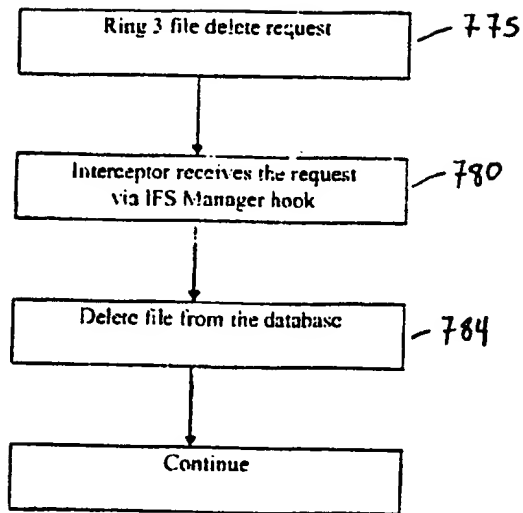 Ring 3 file delete request
775
Interceptor receives the request
via IFS Manager hook
780
Delete file from the database
784
Continue